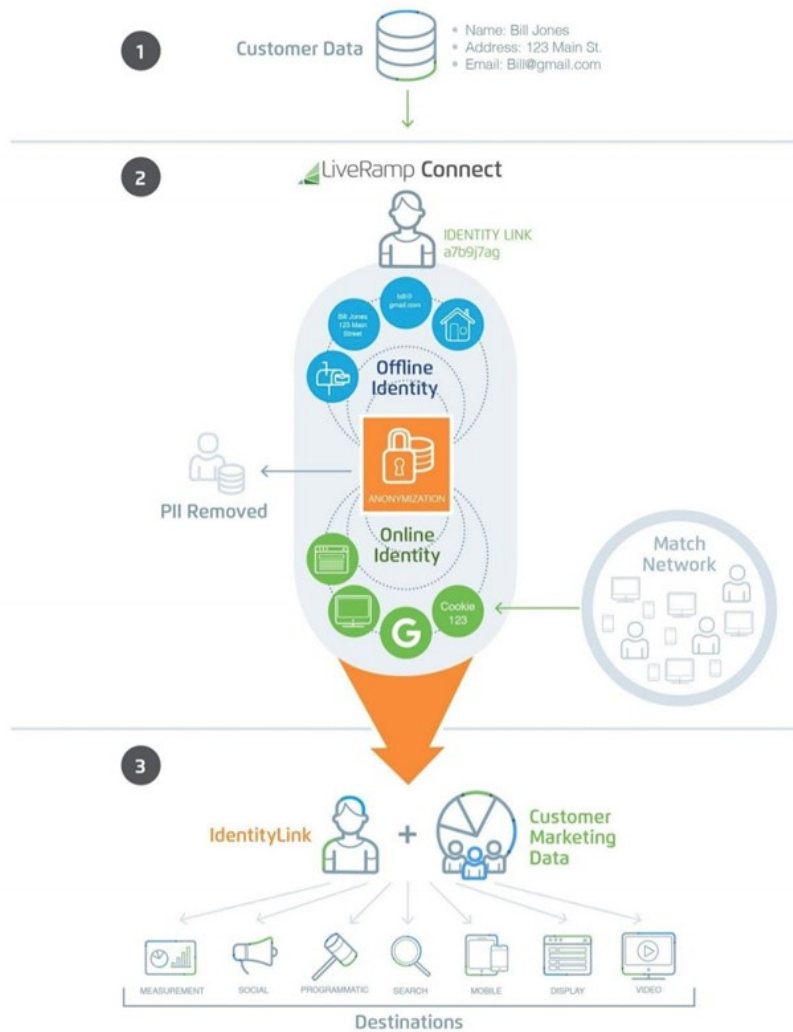 1
Customer Data
• Name: Bill Jones
• Address: 123 Main St.
• Email: Bill@gmail.com
2
LiveRamp Connect
IDENTITY LINK
a7b9j7ag
bill@
gmail.com
Bill Jones
123 Main
Street
Offline
Identity
ANONYMIZATION
PII Removed
Online
Identity
Match
Network
Cookie
123
G
3
IdentityLink
+
Customer
Marketing
Data
MEASUREMENT
SOCIAL
PROGRAMMATIC
SEARCH
MOBILE
DISPLAY
VIDEO
Destinations